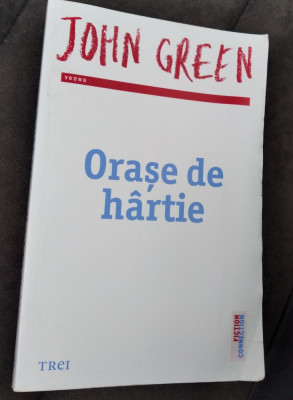 JOHN GREEN
YOUNG
Orașe de
hârtie
FICTION
CONNECTION
TREI